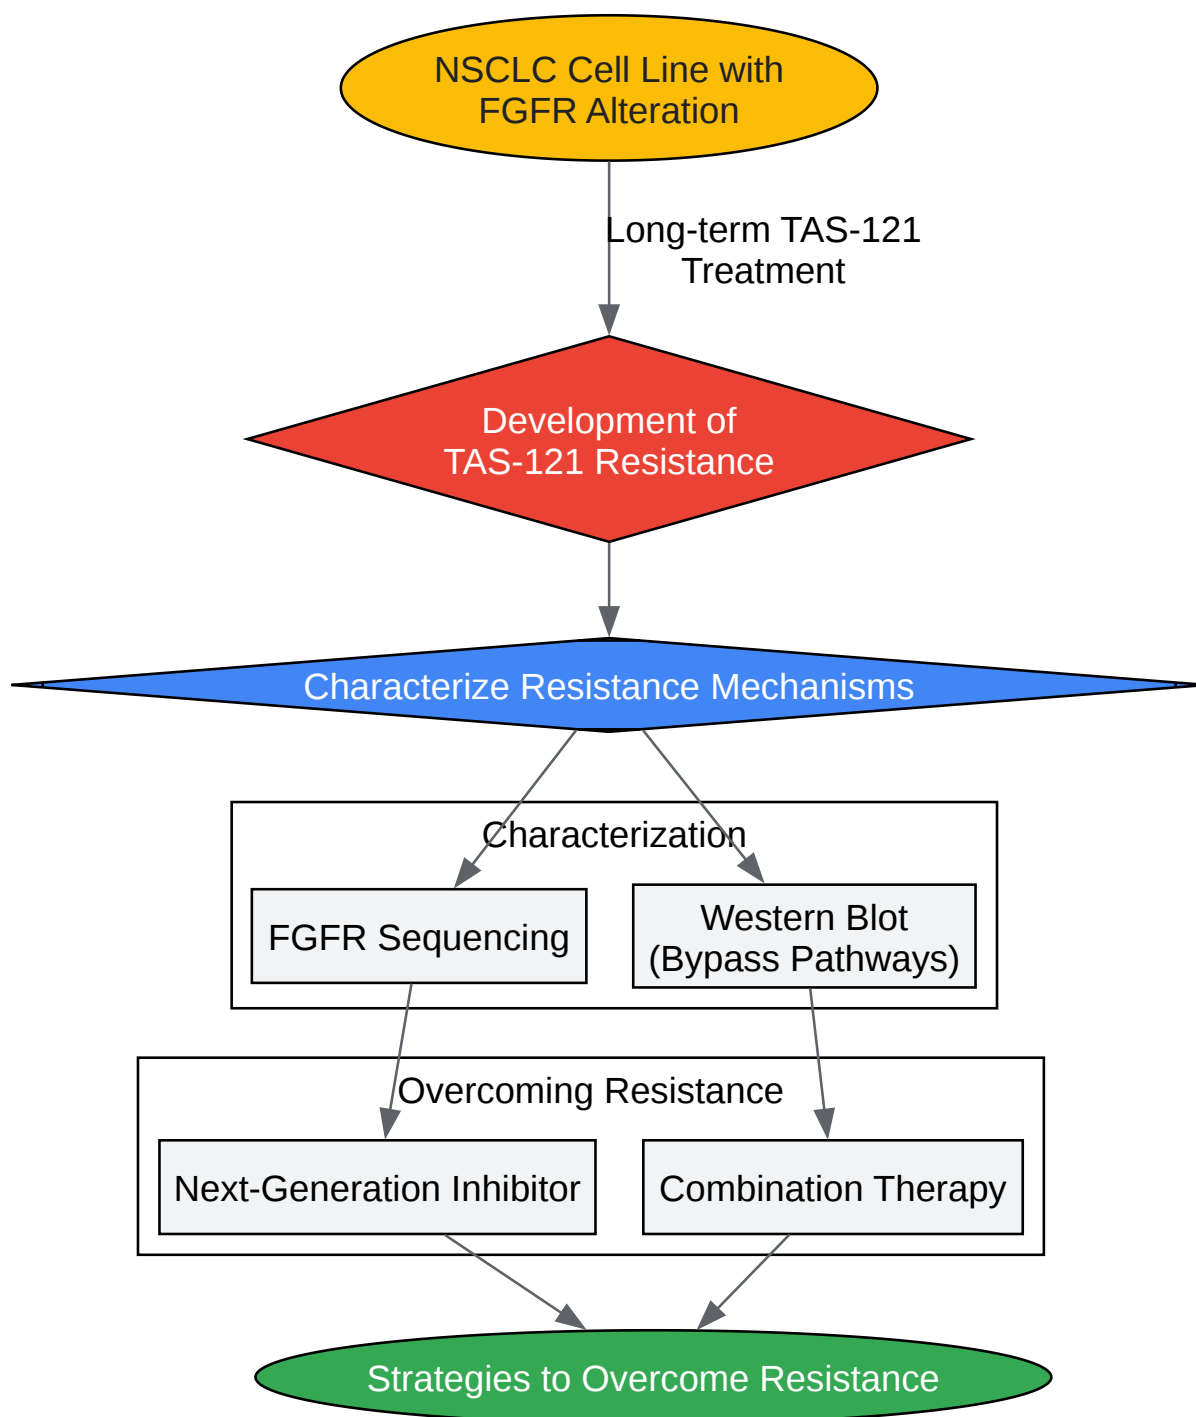 NSCLC Cell Line with
FGFR Alteration
Long-term TAS-121
Treatment
Development of
TAS-121 Resistance
Characterize Resistance Mechanisms
Characterization
FGFR Sequencing
Western Blot
(Bypass Pathways)
Overcoming Resistance
Next-Generation Inhibitor
Combination Therapy
Strategies to Overcome Resistance